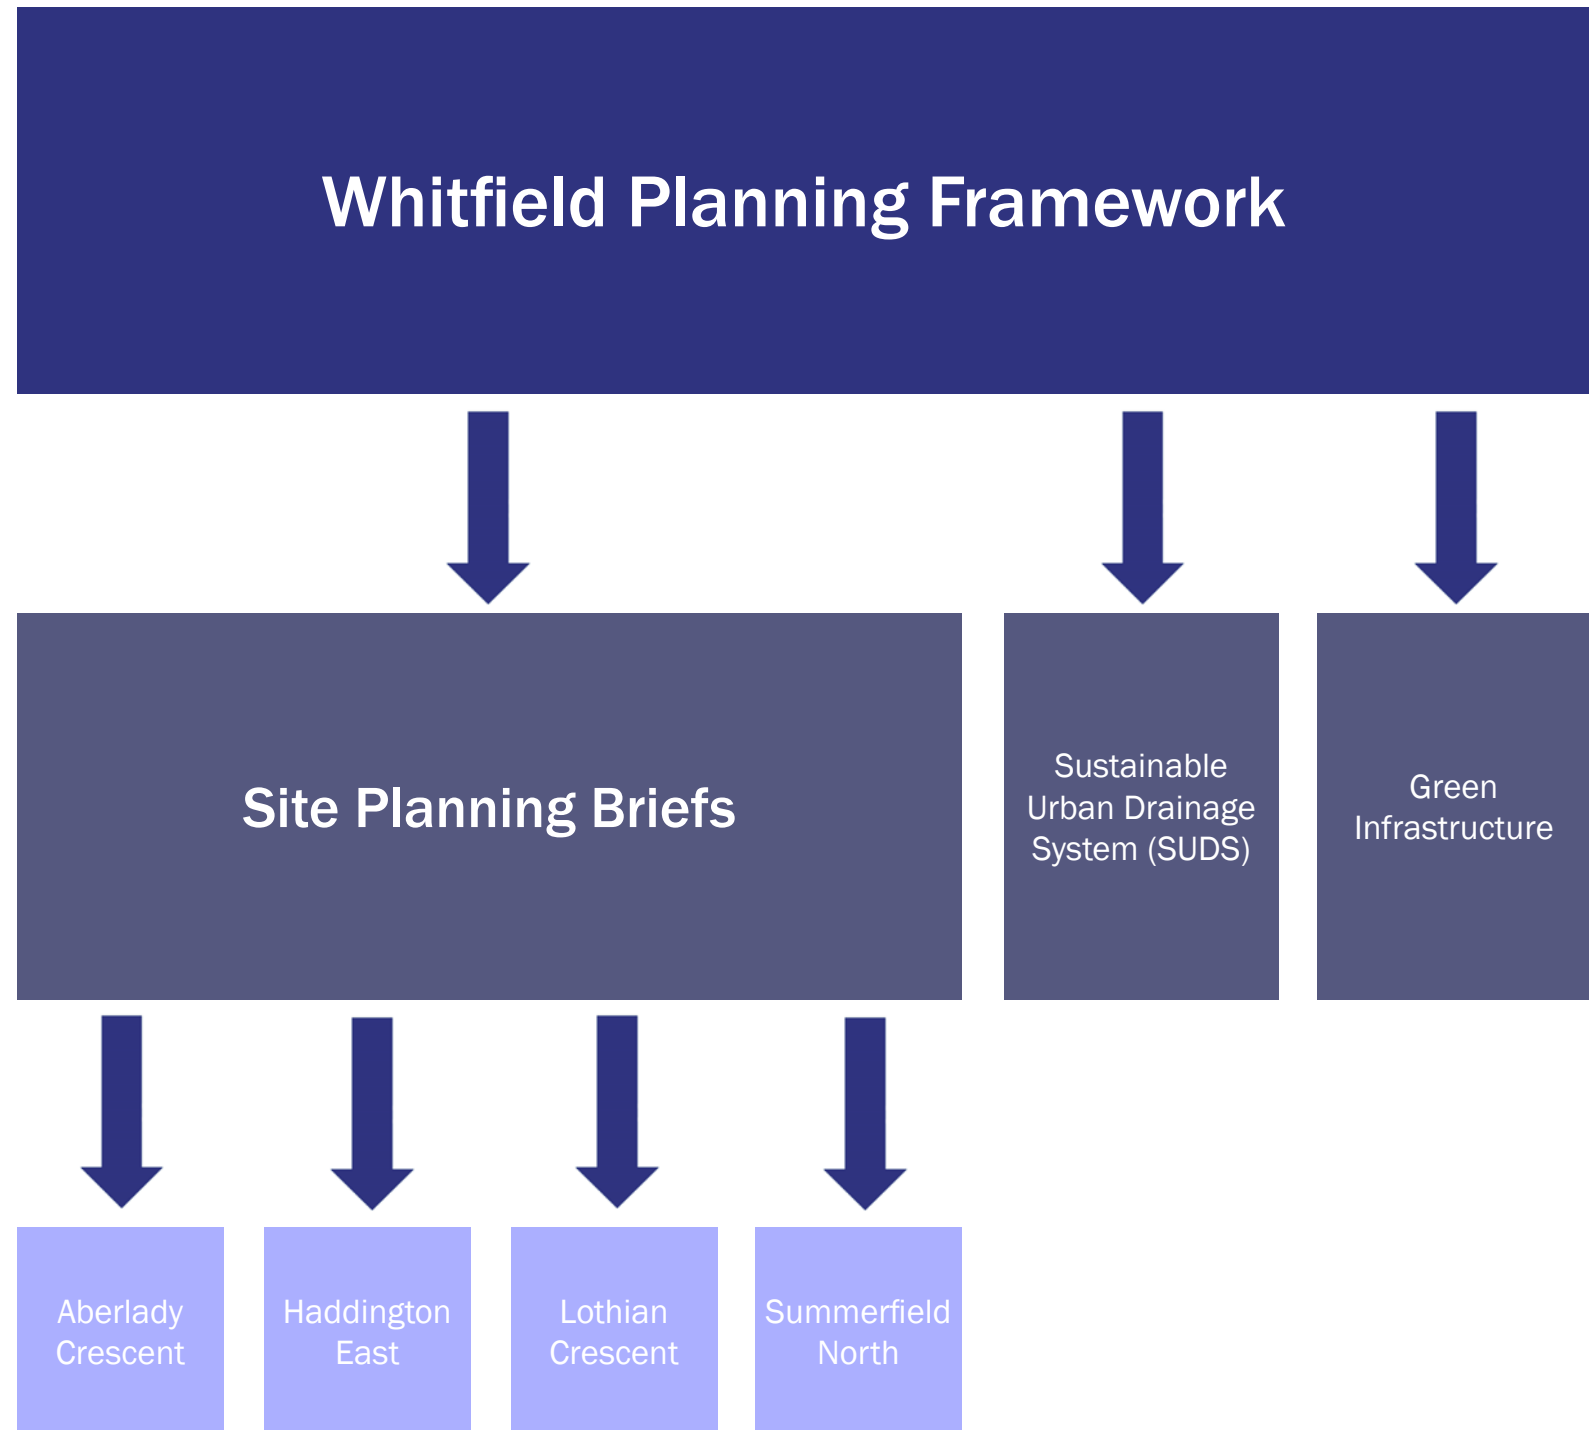 Whitfield Planning Framework
Site Planning Briefs
Sustainable
Urban Drainage
System (SUDS)
Green
Infrastructure
Aberlady
Crescent
Haddington
East
Lothian
Crescent
Summerfield
North